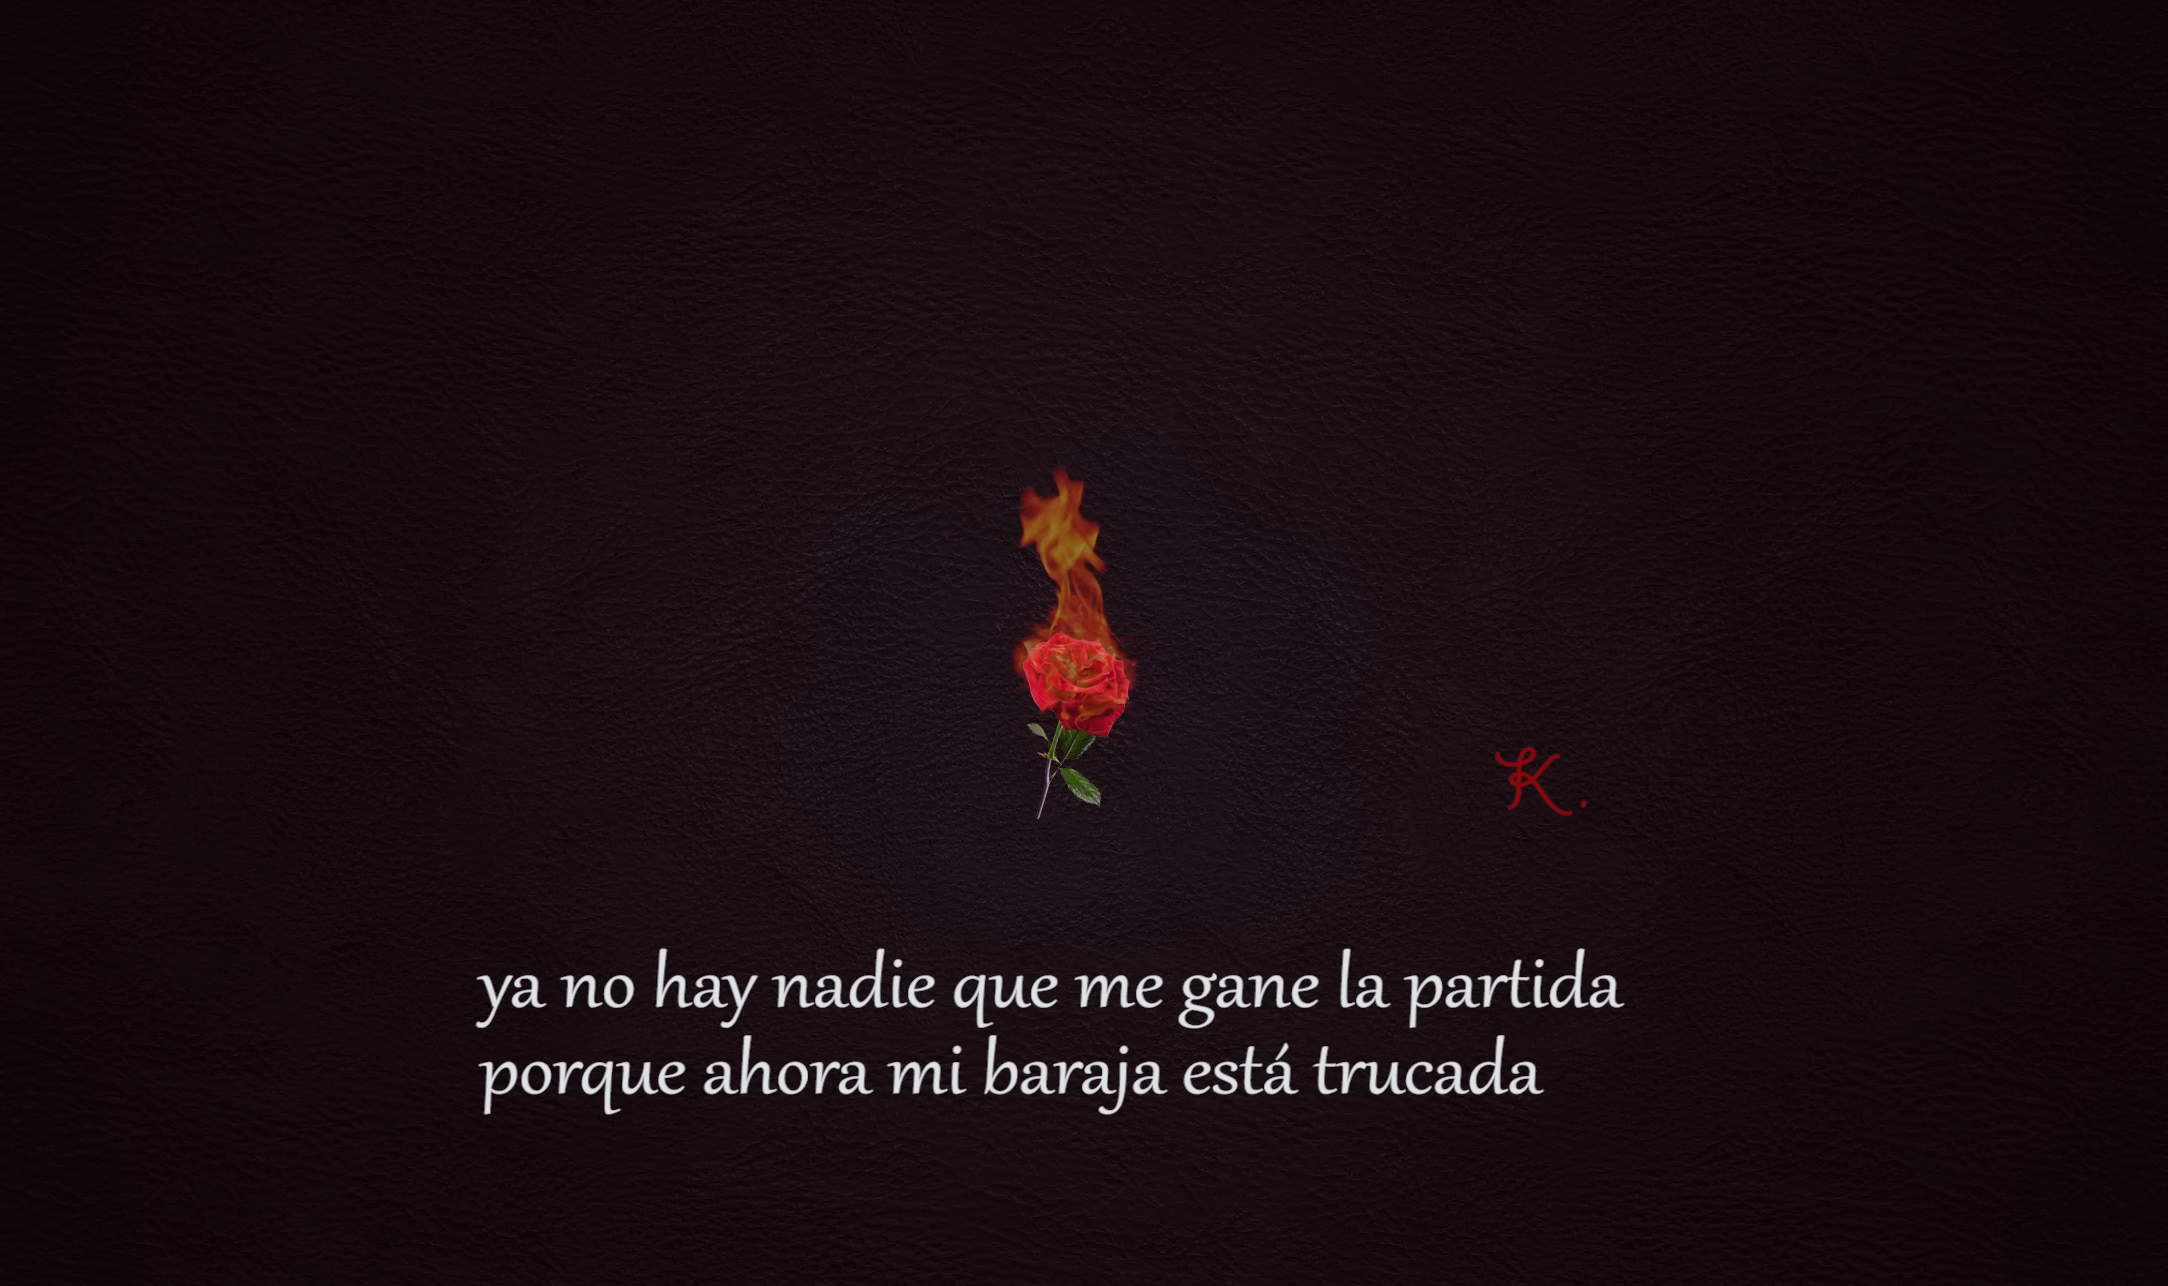 K.
ya no hay nadie que me gane la partida
porque ahora mi baraja está trucada